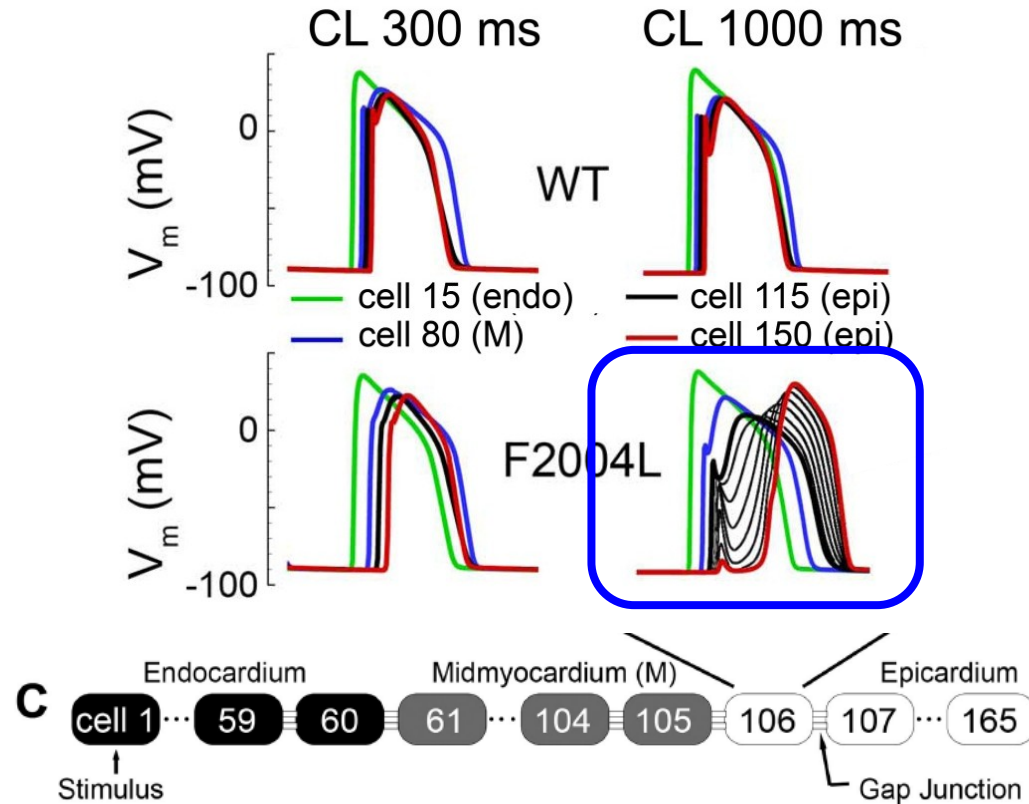 CL 300 ms CL 1000 ms
V_m (mV)
0
-100
WT
cell 15 (endo) cell 115 (epi)
cell 80 (M) cell 150 (epi)
V_m (mV)
0
-100
F2004L
C
Endocardium Midmyocardium (M) Epicardium
cell 1 ··· 59 60 61 ··· 104 105 106 107 ··· 165
Stimulus Gap Junction